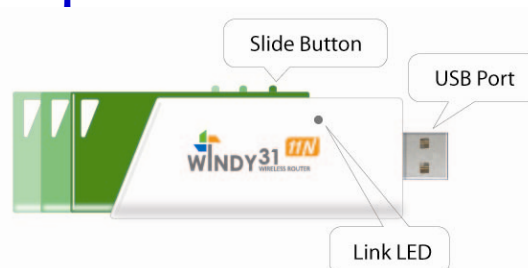 Slide Button
USB Port
WINDY31 11N
WIRELESS ROUTER
Link LED